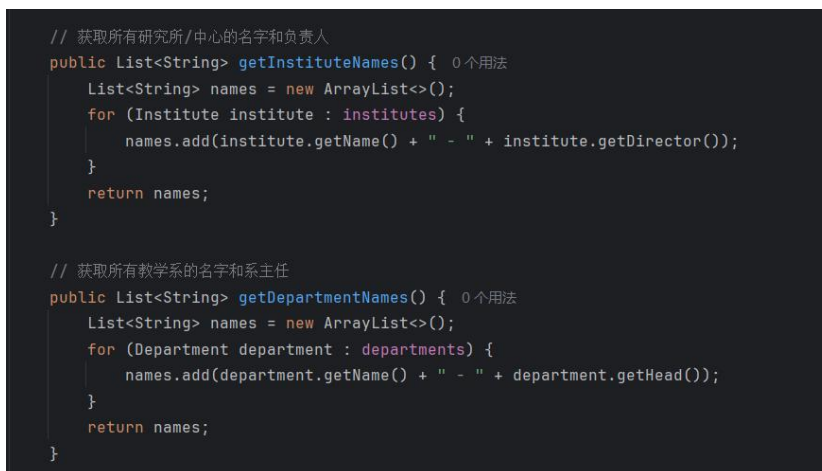 // 获取所有研究所/中心的名字和负责人
public List<String> getInstituteNames() { 0个用法
List<String> names = new ArrayList<>();
for (Institute institute : institutes) {
names.add(institute.getName() + " - " + institute.getDirector());
}
return names;
}
// 获取所有教学系的名字和系主任
public List<String> getDepartmentNames() { 0个用法
List<String> names = new ArrayList<>();
for (Department department : departments) {
names.add(department.getName() + " - " + department.getHead());
}
return names;
}